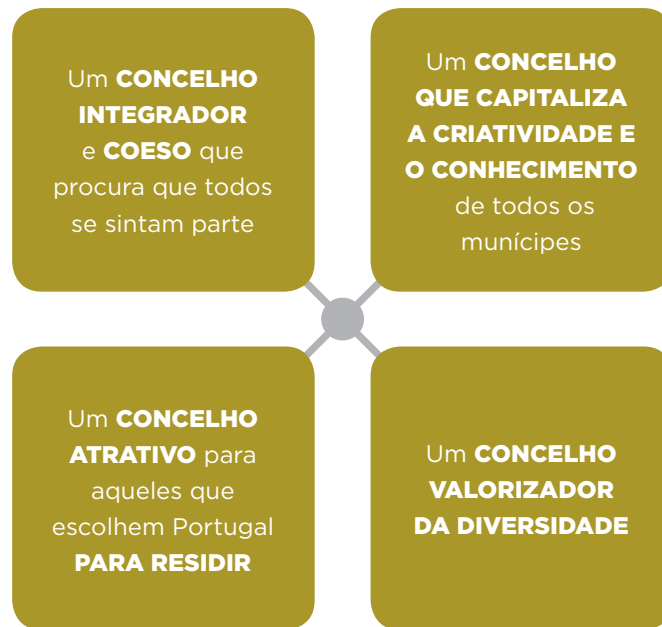 Um CONCELHO
INTEGRADOR
e COESO que
procura que todos
se sintam parte
Um CONCELHO
QUE CAPITALIZA
A CRIATIVIDADE E
O CONHECIMENTO
de todos os
munícipes
Um CONCELHO
ATRATIVO para
aqueles que
escolhem Portugal
PARA RESIDIR
Um CONCELHO
VALORIZADOR
DA DIVERSIDADE